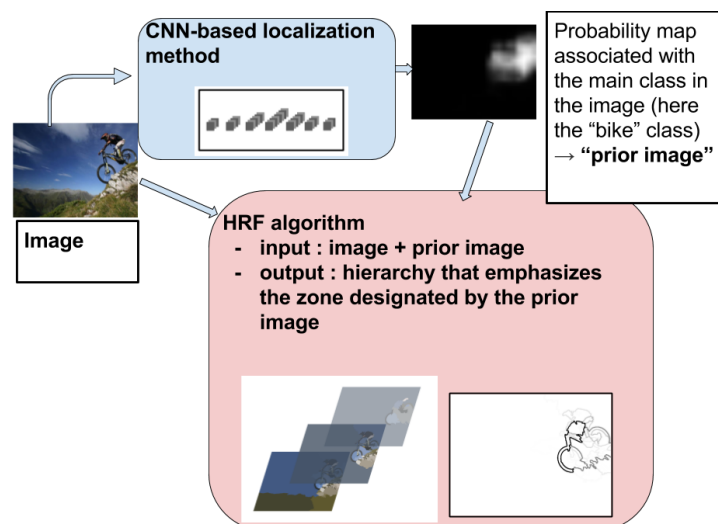 CNN-based localization
method
Probability map
associated with
the main class in
the image (here
the “bike” class)
→ “prior image”
Image
HRF algorithm
- input : image + prior image
- output : hierarchy that emphasizes
the zone designated by the prior
image